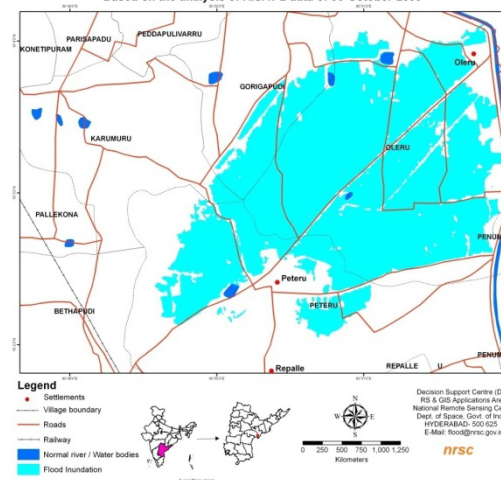 PARISAPADU
PEDDAPULIVARRU
KONETIPURAM
Oleru
GORIGAPUDI
KARUMURU
OLERU
PALLEKONA
PENUM
Peteru
PETERU
BETHAPUDI
PENUM
Repalle
REPALLE
U
Legend
Settlements
Village boundary
Roads
Railway
Normal river / Water bodies
Flood Inundation
N
W
E
S
0
250
500
750
1,000
1,250
Kilometers
Decision Support Centre (D
RS & GIS Applications Are
National Remote Sensing Ce
Dept. of Space, Govt. of Ind
HYDERABAD- 500 625
E-Mail: flood@nrsc.gov.i
nrsc